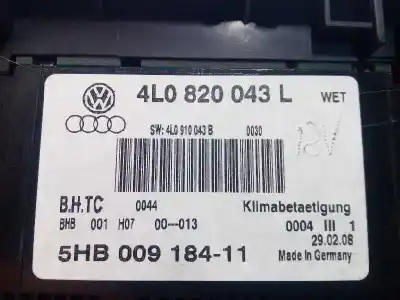 4L0 820 043 L WET
SW: 4L0 910 043 B 0030
12V
B.H.TC 0044 Klimabetaetigung
BHB 001 H07 00—013 0004 III 1
29.02.08
5HB 009 184-11 Made in Germany